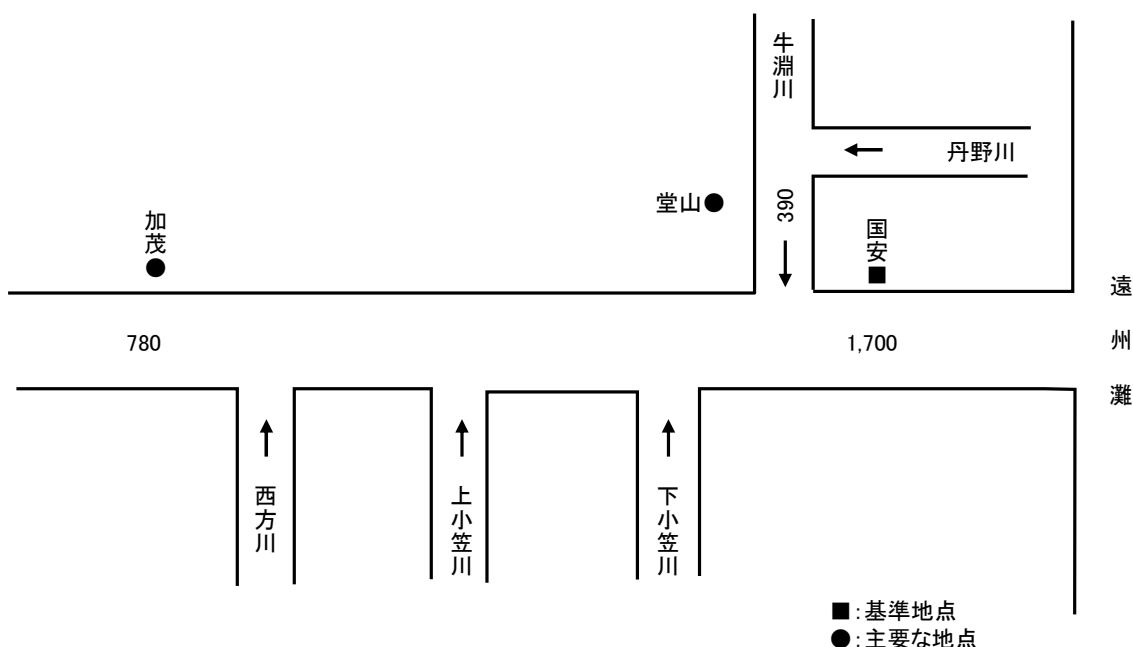 牛淵川
丹野川
堂山
390
加茂
国安
遠州灘
780
1,700
西方川
上小笠川
下小笠川
■:基準地点
●:主要な地点